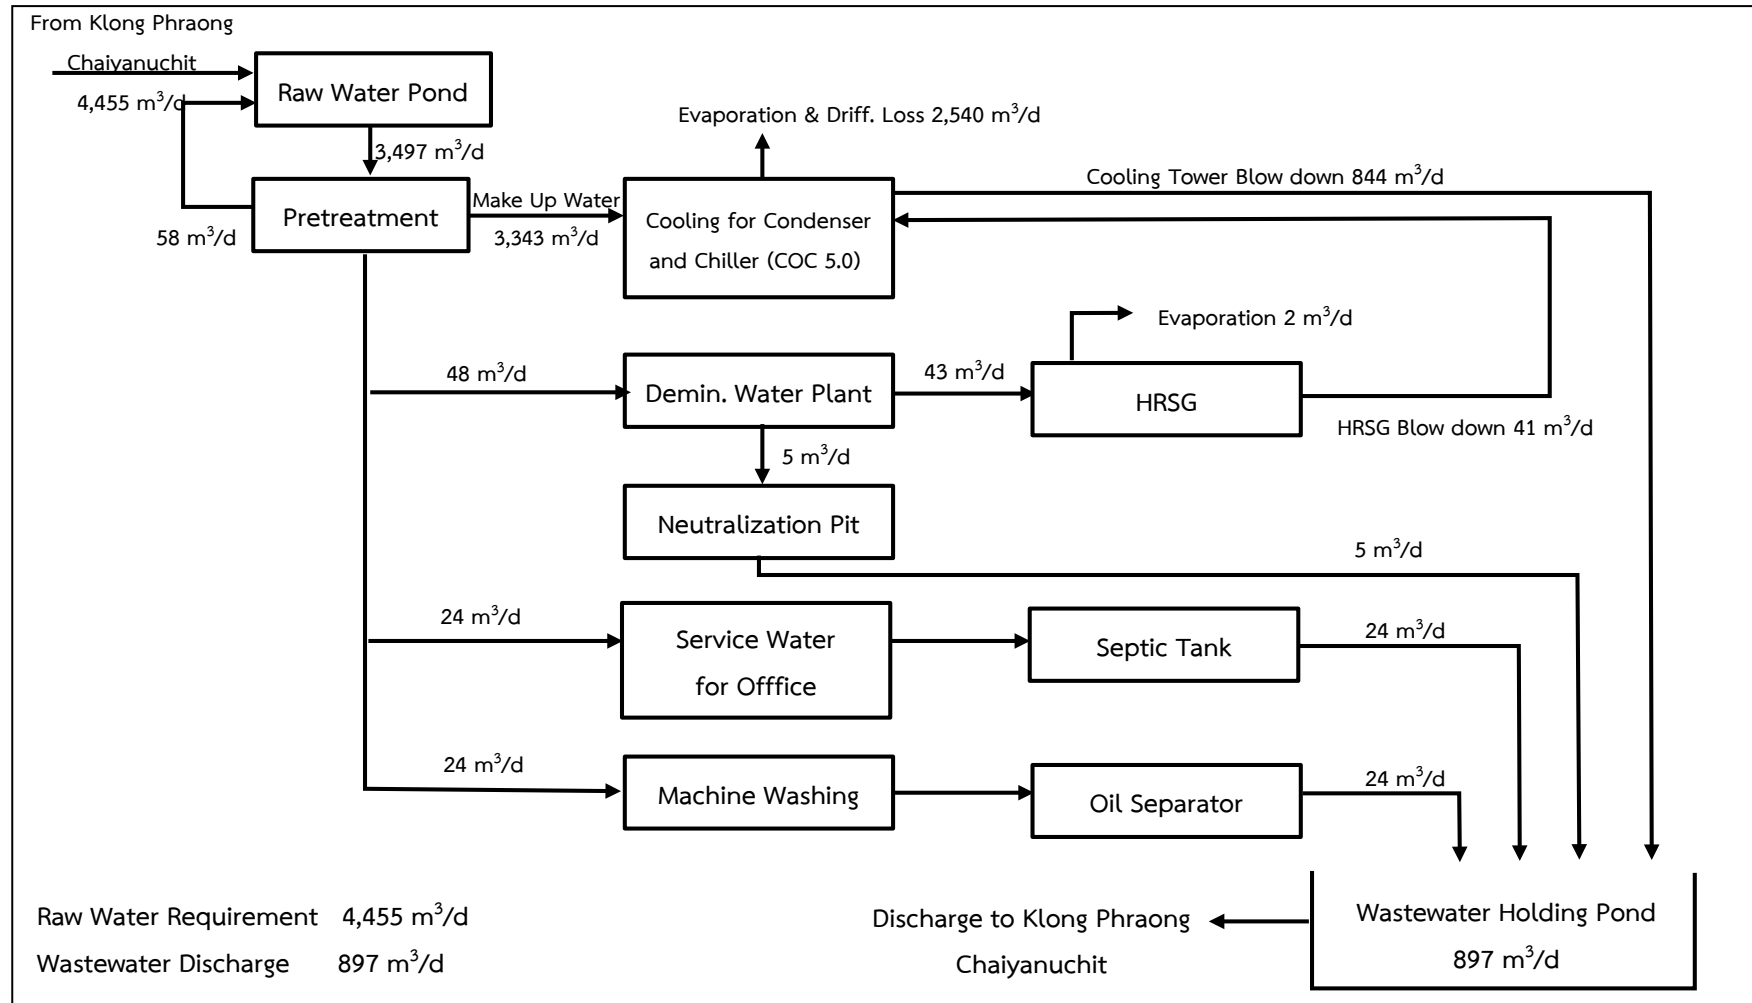 From Klong Phraong
Chaiyanuchit
4,455 m³/d
Raw Water Pond
3,497 m³/d
Evaporation & Driff. Loss 2,540 m³/d
Cooling Tower Blow down 844 m³/d
Pretreatment
58 m³/d
Make Up Water
3,343 m³/d
Cooling for Condenser
and Chiller (COC 5.0)
Evaporation 2 m³/d
48 m³/d
Demin. Water Plant
43 m³/d
HRSG
HRSG Blow down 41 m³/d
5 m³/d
Neutralization Pit
5 m³/d
24 m³/d
Service Water
for Offfice
Septic Tank
24 m³/d
24 m³/d
Machine Washing
Oil Separator
24 m³/d
Raw Water Requirement 4,455 m³/d
Wastewater Discharge 897 m³/d
Discharge to Klong Phraong
Chaiyanuchit
Wastewater Holding Pond
897 m³/d